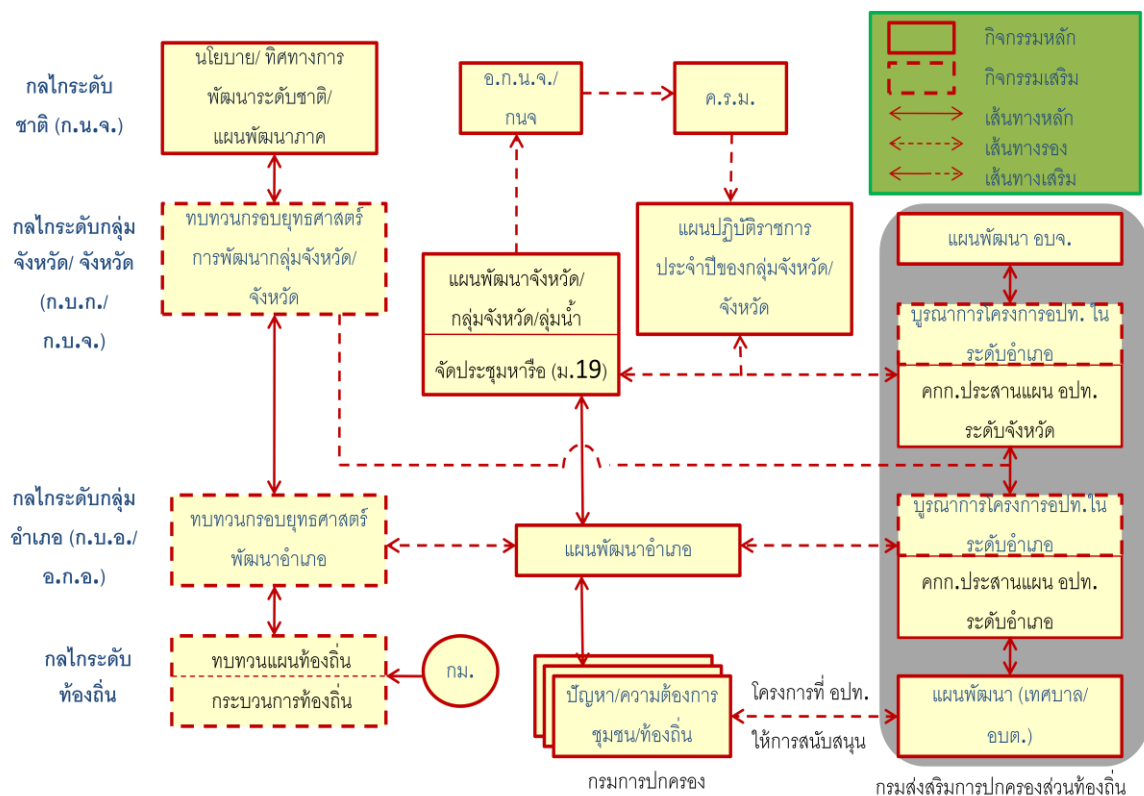 นโยบาย/ ทิศทางการ
พัฒนาระดับชาติ/
แผนพัฒนาภาค
กลไกระดับ
ชาติ (ก.น.จ.)
อ.ก.น.จ./
กนจ
ค.ร.ม.
กิจกรรมหลัก
กิจกรรมเสริม
เส้นทางหลัก
เส้นทางรอง
เส้นทางเสริม
กลไกระดับกลุ่ม
จังหวัด/ จังหวัด
(ก.บ.ก./
ก.บ.จ.)
ทบทวนกรอบยุทธศาสตร์
การพัฒนากลุ่มจังหวัด/
จังหวัด
แผนพัฒนาจังหวัด/
กลุ่มจังหวัด/ลุ่มน้ำ
จัดประชุมหารือ (ม.19)
แผนปฏิบัติราชการ
ประจำปีของกลุ่มจังหวัด/
จังหวัด
แผนพัฒนา อบจ.
บูรณาการโครงการอปท. ใน
ระดับอำเภอ
คกก.ประสานแผน อปท.
ระดับจังหวัด
กลไกระดับกลุ่ม
อำเภอ (ก.บ.อ./
อ.ก.อ.)
ทบทวนกรอบยุทธศาสตร์
พัฒนาอำเภอ
แผนพัฒนาอำเภอ
บูรณาการโครงการอปท.ใน
ระดับอำเภอ
คกก.ประสานแผน อปท.
ระดับอำเภอ
กลไกระดับ
ท้องถิ่น
ทบทวนแผนท้องถิ่น
กระบวนการท้องถิ่น
กม.
ปัญหา/ความต้องการ
ชุมชน/ท้องถิ่น
โครงการที่ อปท.
ให้การสนับสนุน
แผนพัฒนา (เทศบาล/
อบต.)
กรมการปกครอง
กรมส่งสริมการปกครองส่วนท้องถิ่น